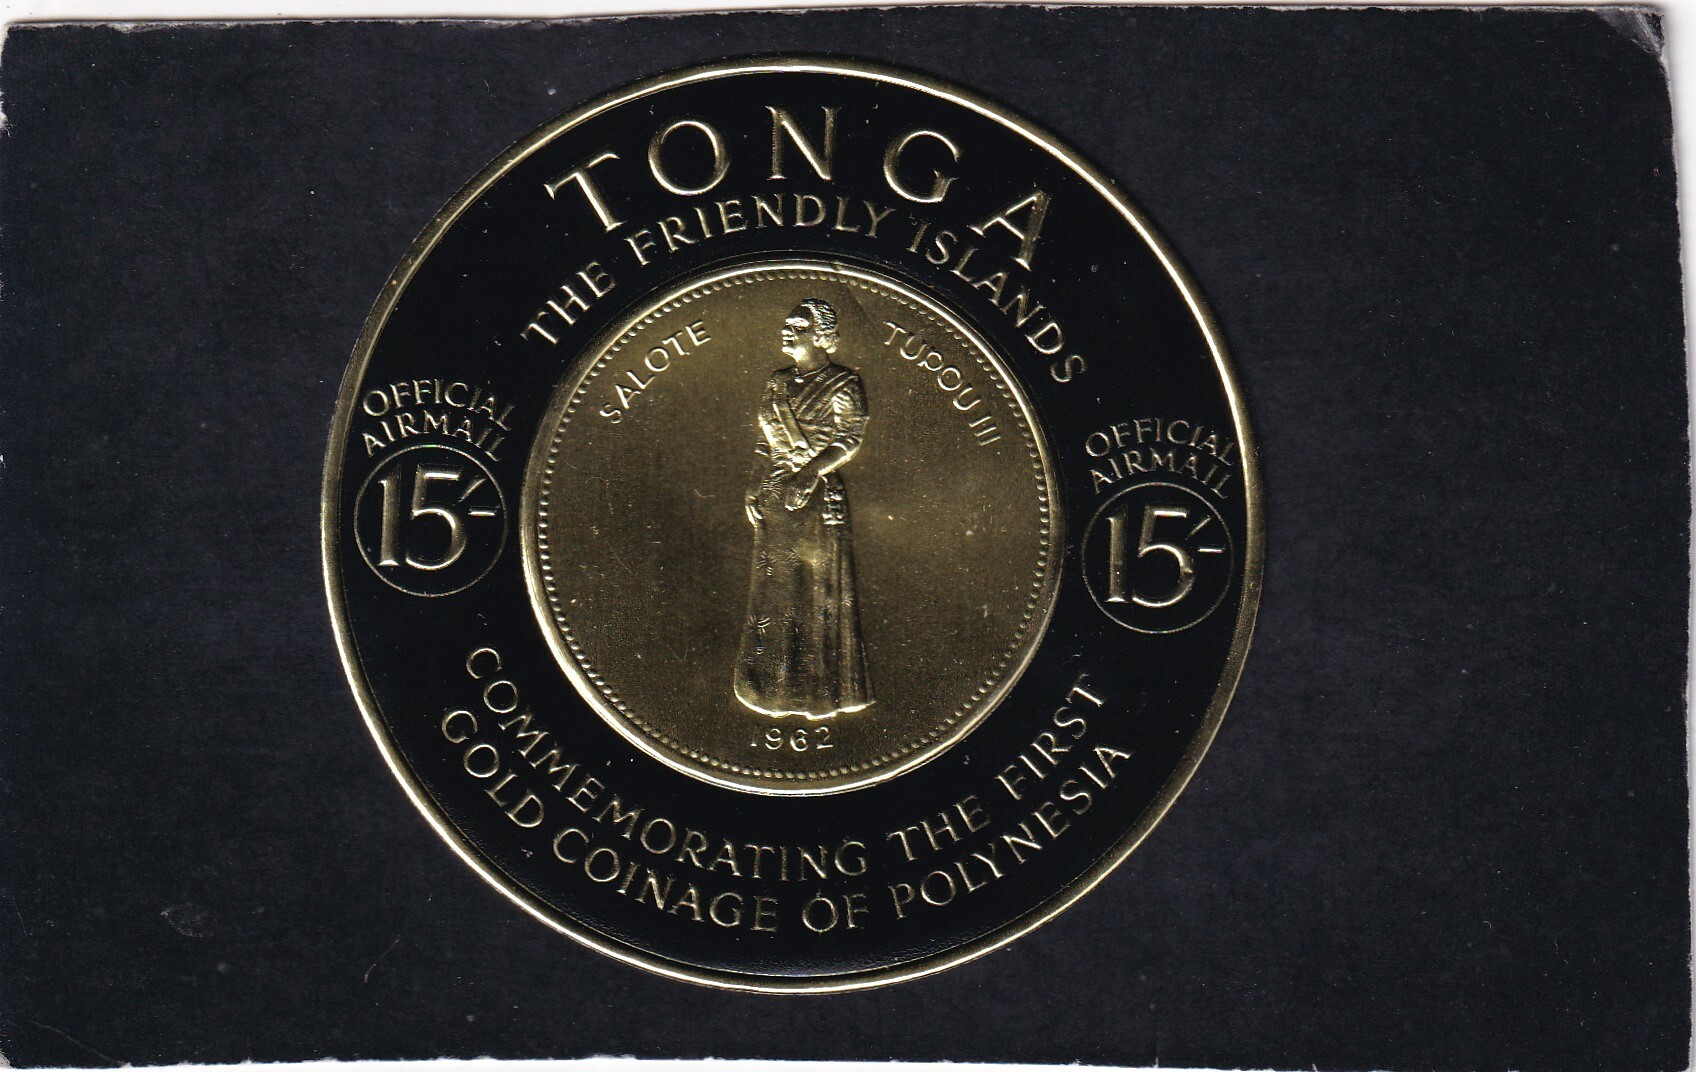 TONGA
THE FRIENDLY ISLANDS
SALOTE TUPOU III
OFFICIAL
AIRMAIL
15/-
OFFICIAL
AIRMAIL
15/-
1962
COMMEMORATING THE FIRST
GOLD COINAGE OF POLYNESIA